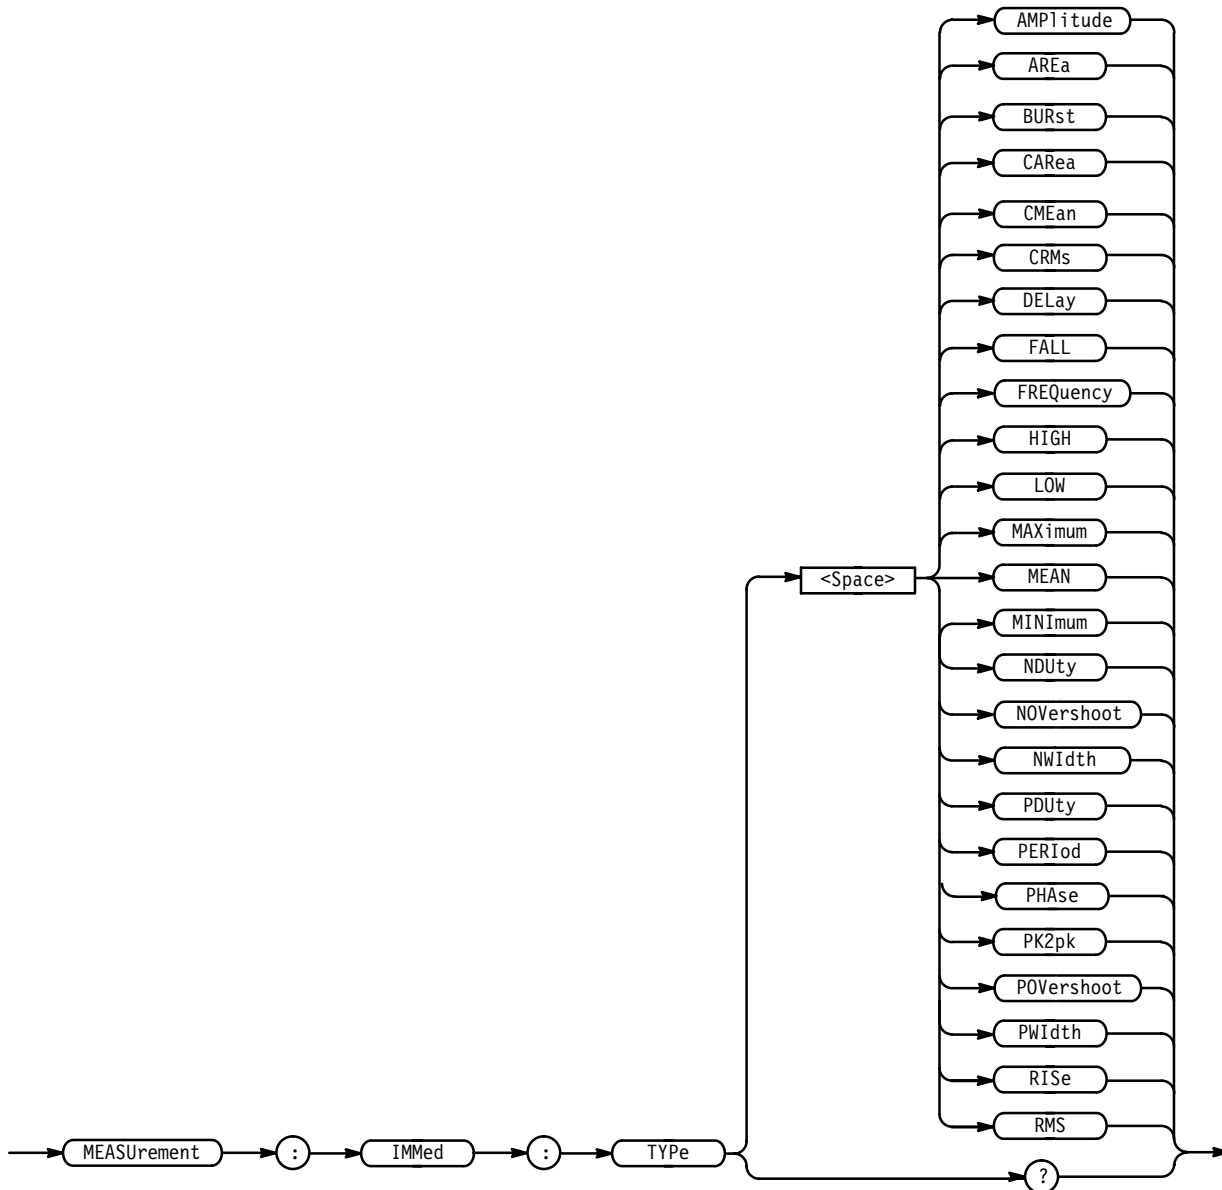 AMPlitude
AREa
BURst
CARea
CMEan
CRMs
DELay
FALL
FREQuency
HIGH
LOW
MAXimum
<Space> MEAN
MINImum
NDUty
NOVershoot
NWIdth
PDUty
PERIod
PHAse
PK2pk
POVershoot
PWIdth
RISe
RMS
MEASUrement : IMMed : TYPe
?